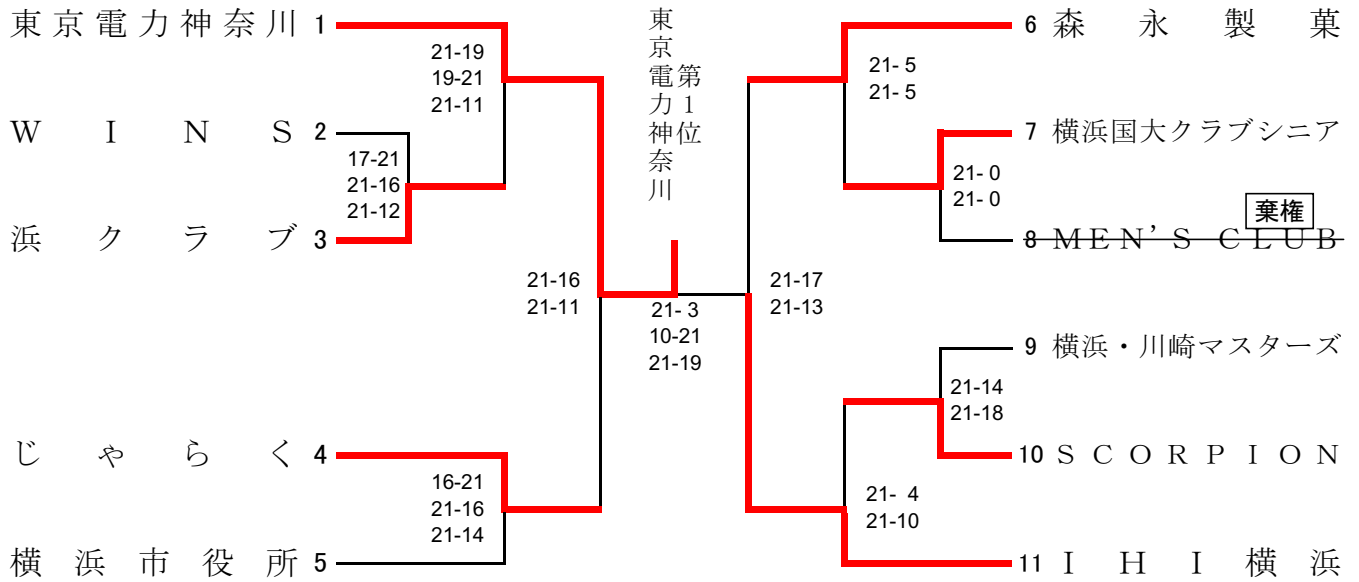 東京電力神奈川 1
21-19
19-21
21-11
WINS 2
17-21
21-16
21-12
浜クラブ 3
21-16
21-11
じゃらく 4
16-21
21-16
21-14
横浜市役所 5
第1位
東京電力神奈川
21- 3
10-21
21-19
6 森永製菓
21- 5
21- 5
7 横浜国大クラブシニア
21- 0
21- 0
棄権
8 MEN'S CLUB
21-17
21-13
9 横浜・川崎マスターズ
21-14
21-18
10 SCORPION
21- 4
21-10
11 IHI横浜